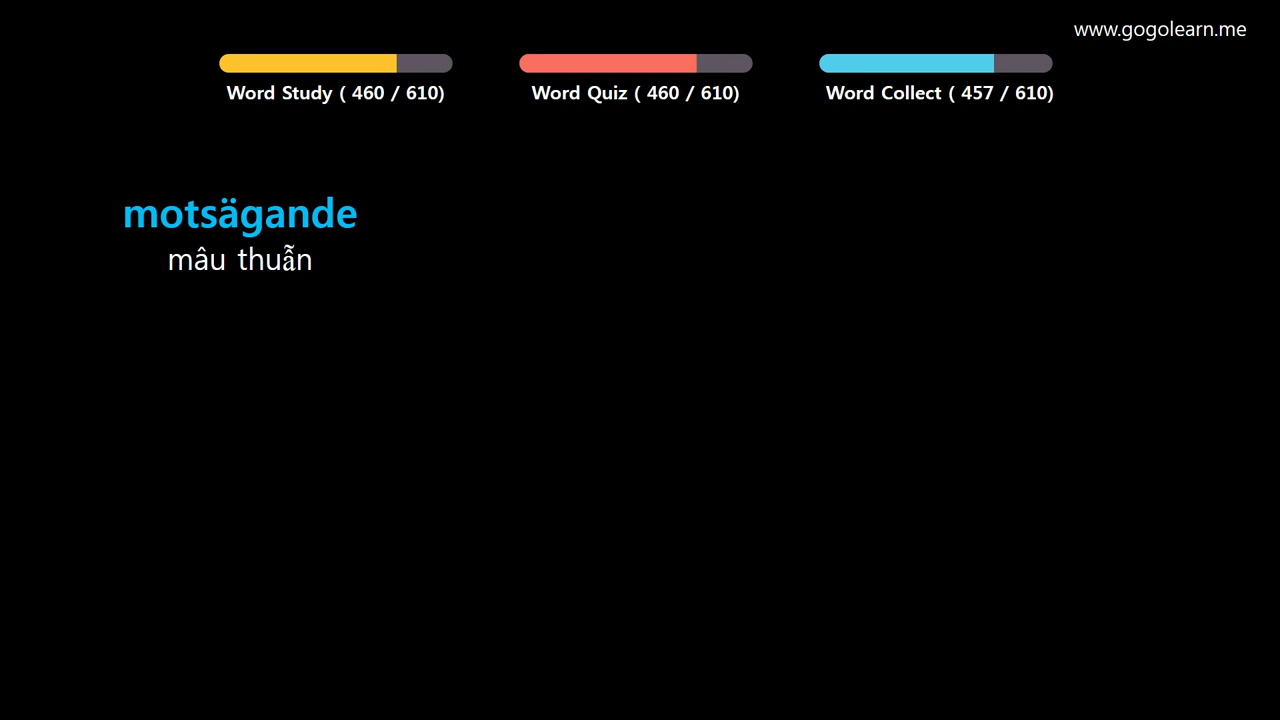 www.gogolearn.me
Word Study ( 460 / 610)
Word Quiz ( 460 / 610)
Word Collect ( 457 / 610)
motsägande
mâu thuẫn